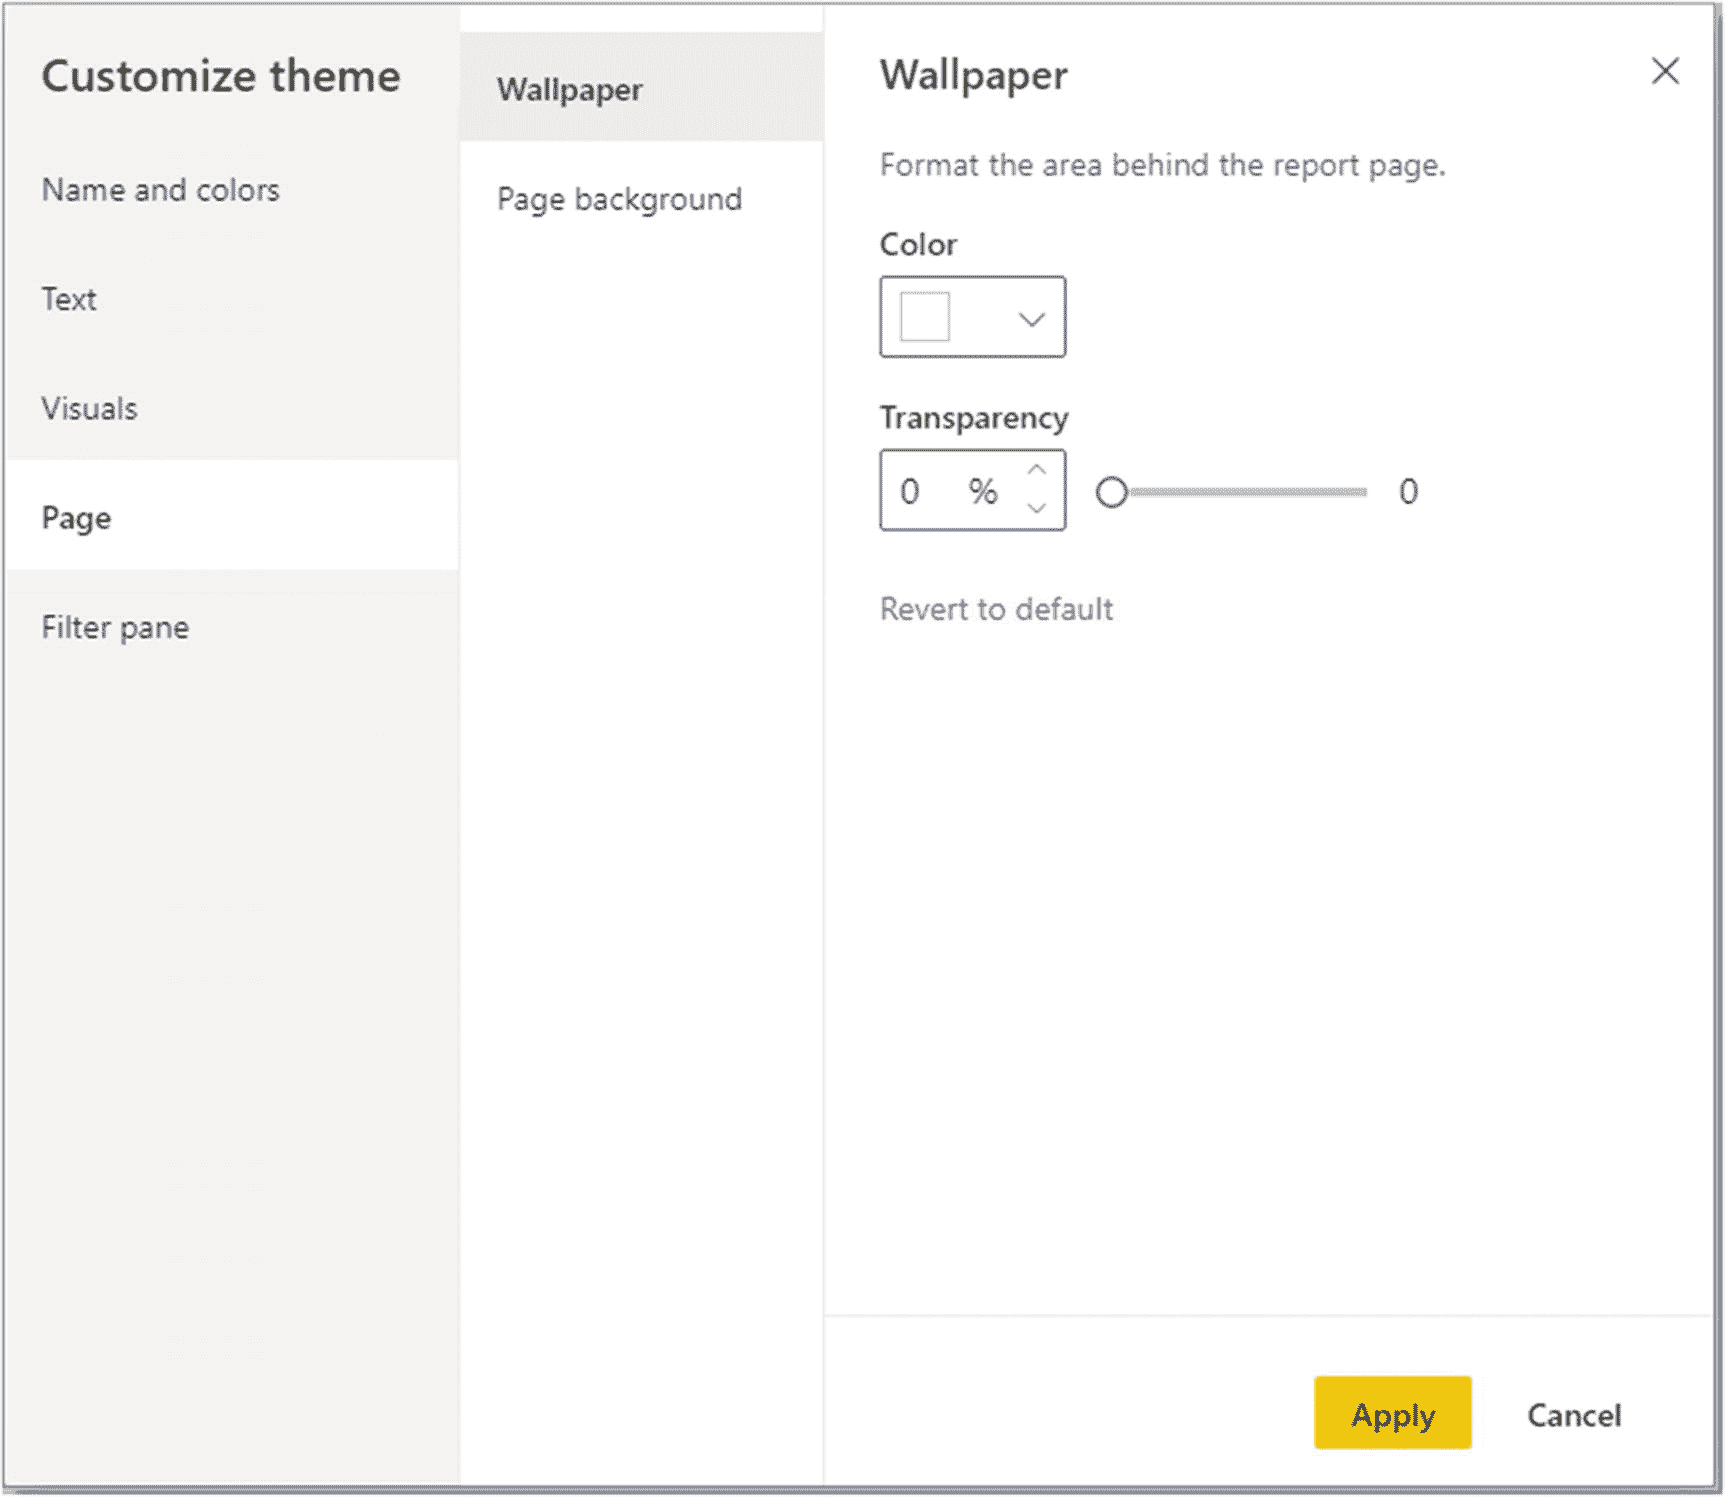 Customize theme
Name and colors
Text
Visuals
Page
Filter pane
Wallpaper
Page background
Wallpaper
Format the area behind the report page.
Color
Transparency
0 %
0
Revert to default
Apply
Cancel